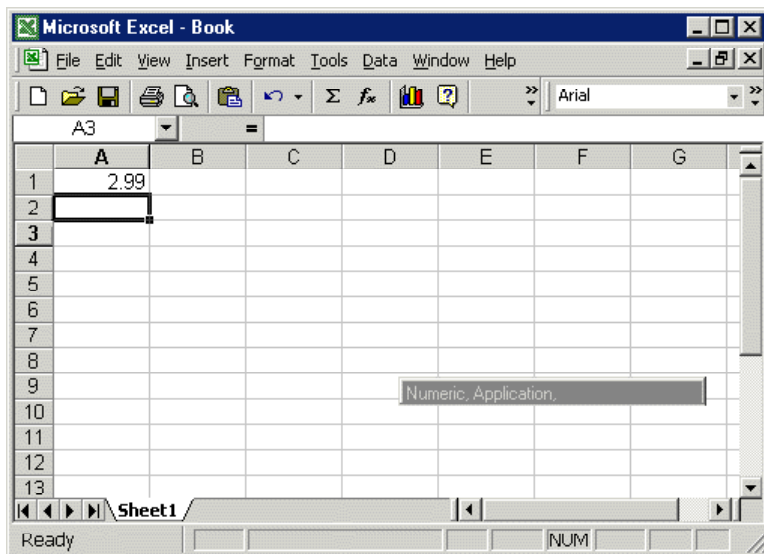 Microsoft Excel - Book
File Edit View Insert Format Tools Data Window Help
Arial
A3 =
A B C D E F G
1 2.99
2
3
4
5
6
7
8
9
Numeric, Application,
10
11
12
13
Sheet1
Ready NUM